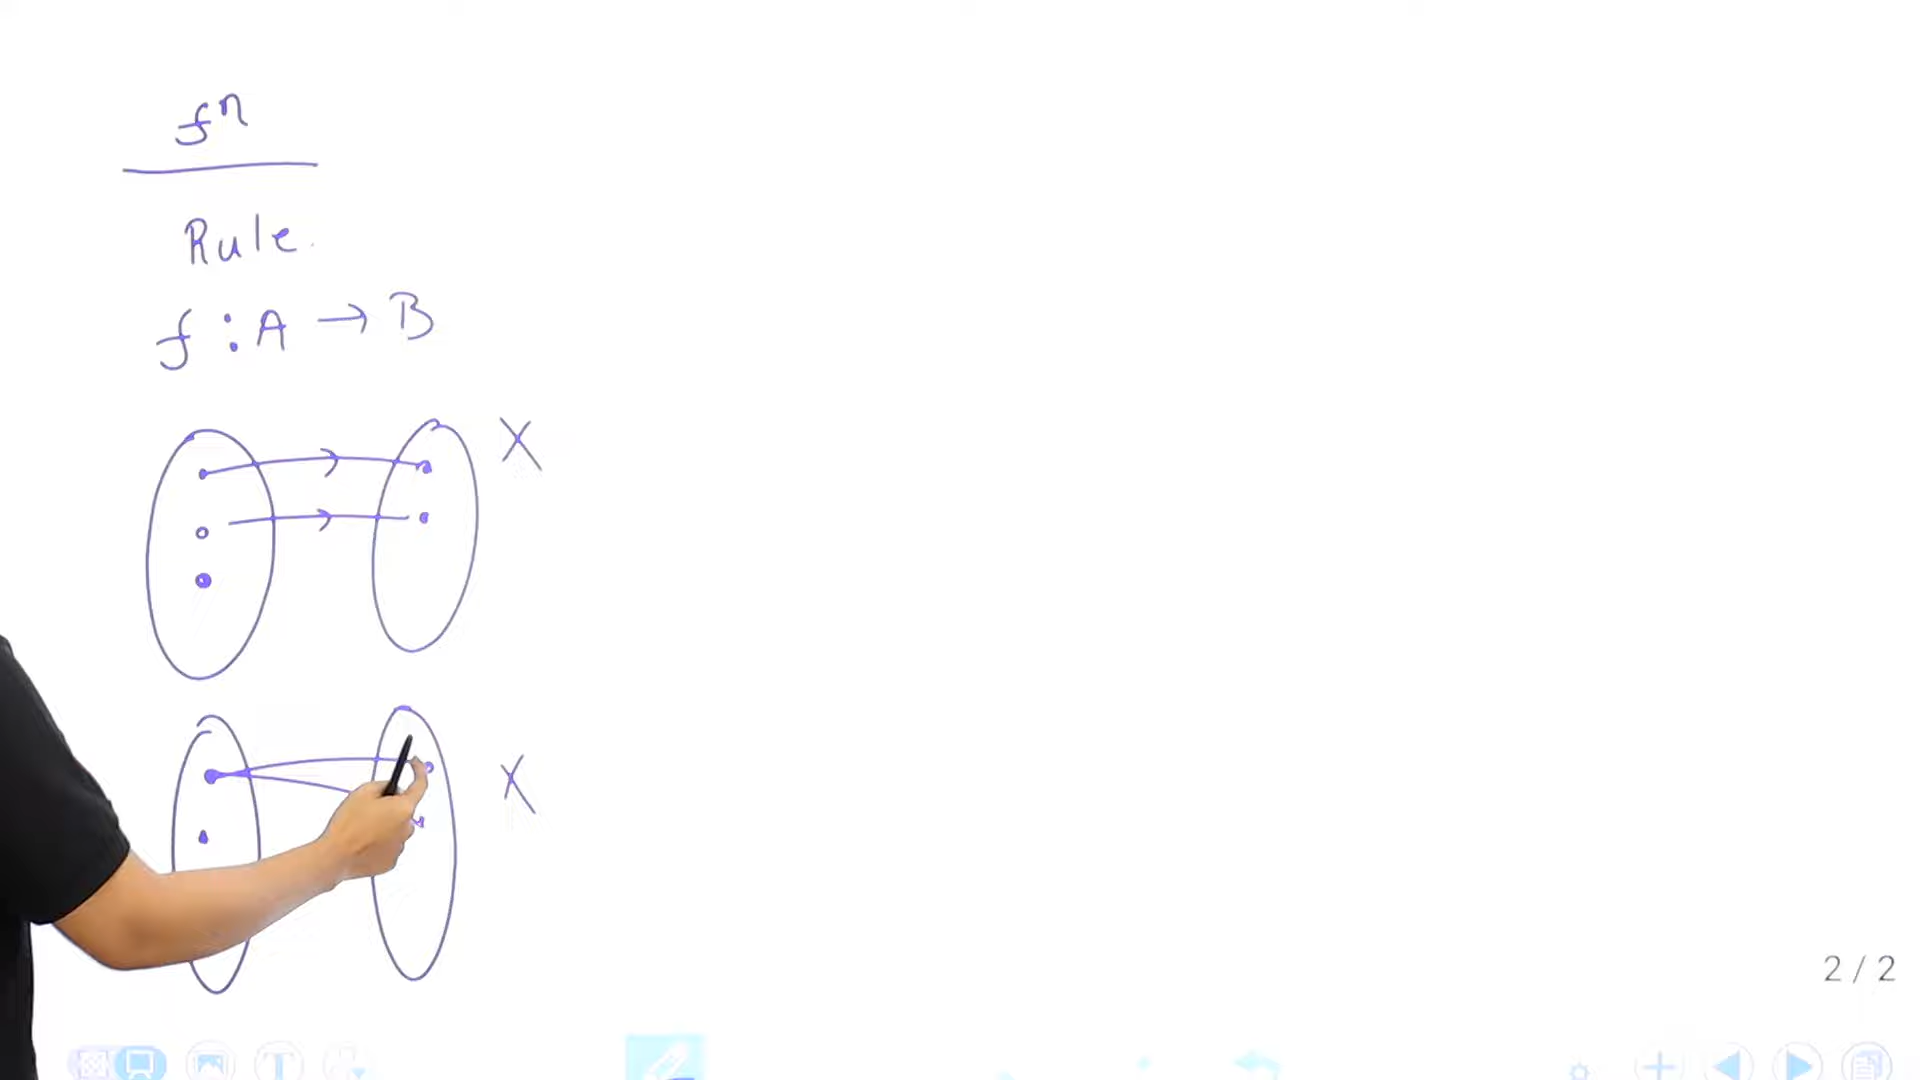 fⁿ
Rule.
f : A → B
X
X
2 / 2